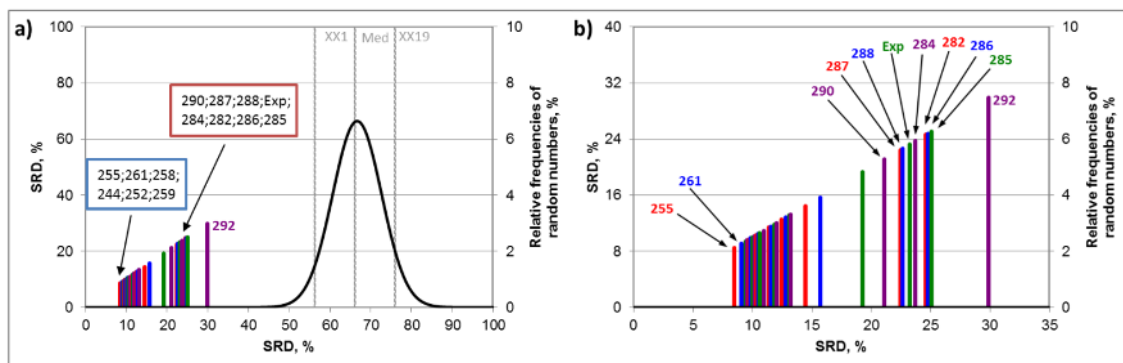 a)
SRD, %
100
80
60
40
20
0
XX1 Med XX19
290;287;288;Exp;
284;282;286;285
255;261;258;
244;252;259
292
10
8
6
4
2
0
Relative frequencies of
random numbers, %
0 10 20 30 40 50 60 70 80 90 100
SRD, %
b)
SRD, %
40
32
24
16
8
0
255
261
290
287
288
Exp
284
282
286
285
292
10
8
6
4
2
0
Relative frequencies of
random numbers, %
0 5 10 15 20 25 30 35
SRD, %